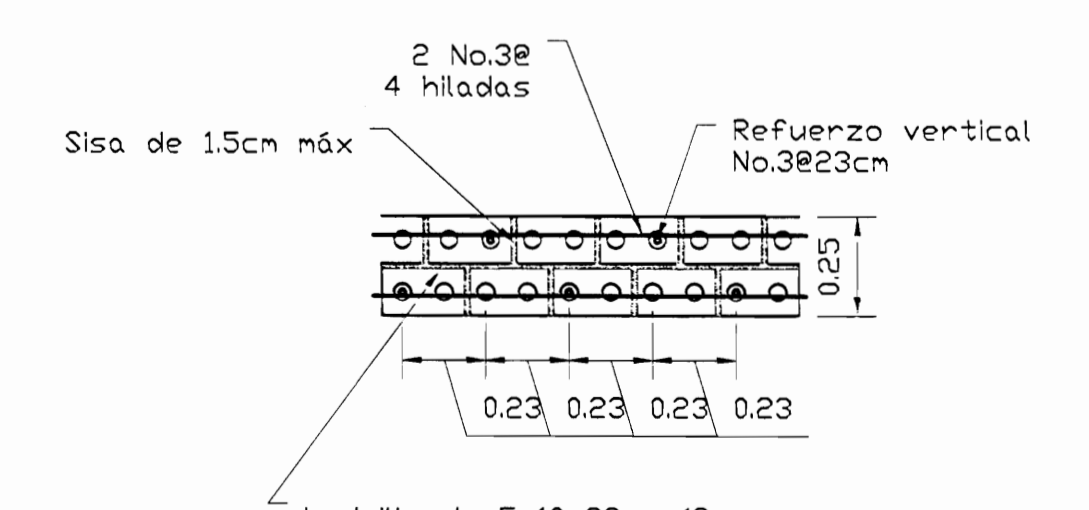 2 No.3@
4 hiladas
Sisa de 1.5cm máx
Refuerzo vertical
No.3@23cm
0.25
0.23 0.23 0.23 0.23